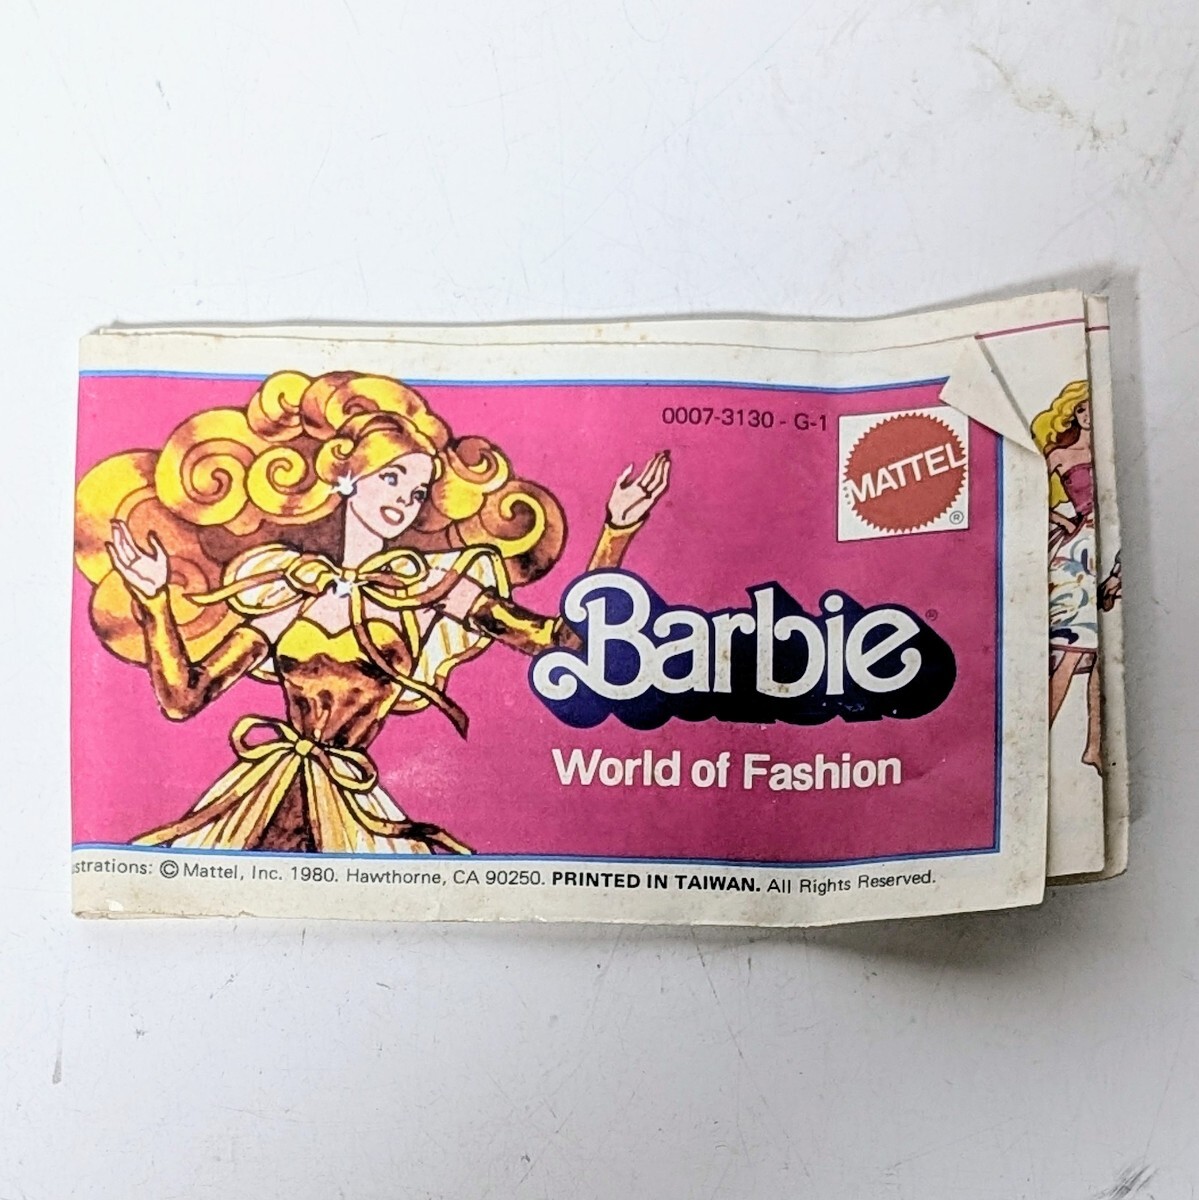 0007-3130 - G-1
MATTEL
®
Barbie®
World of Fashion
strations: © Mattel, Inc. 1980. Hawthorne, CA 90250. PRINTED IN TAIWAN. All Rights Reserved.